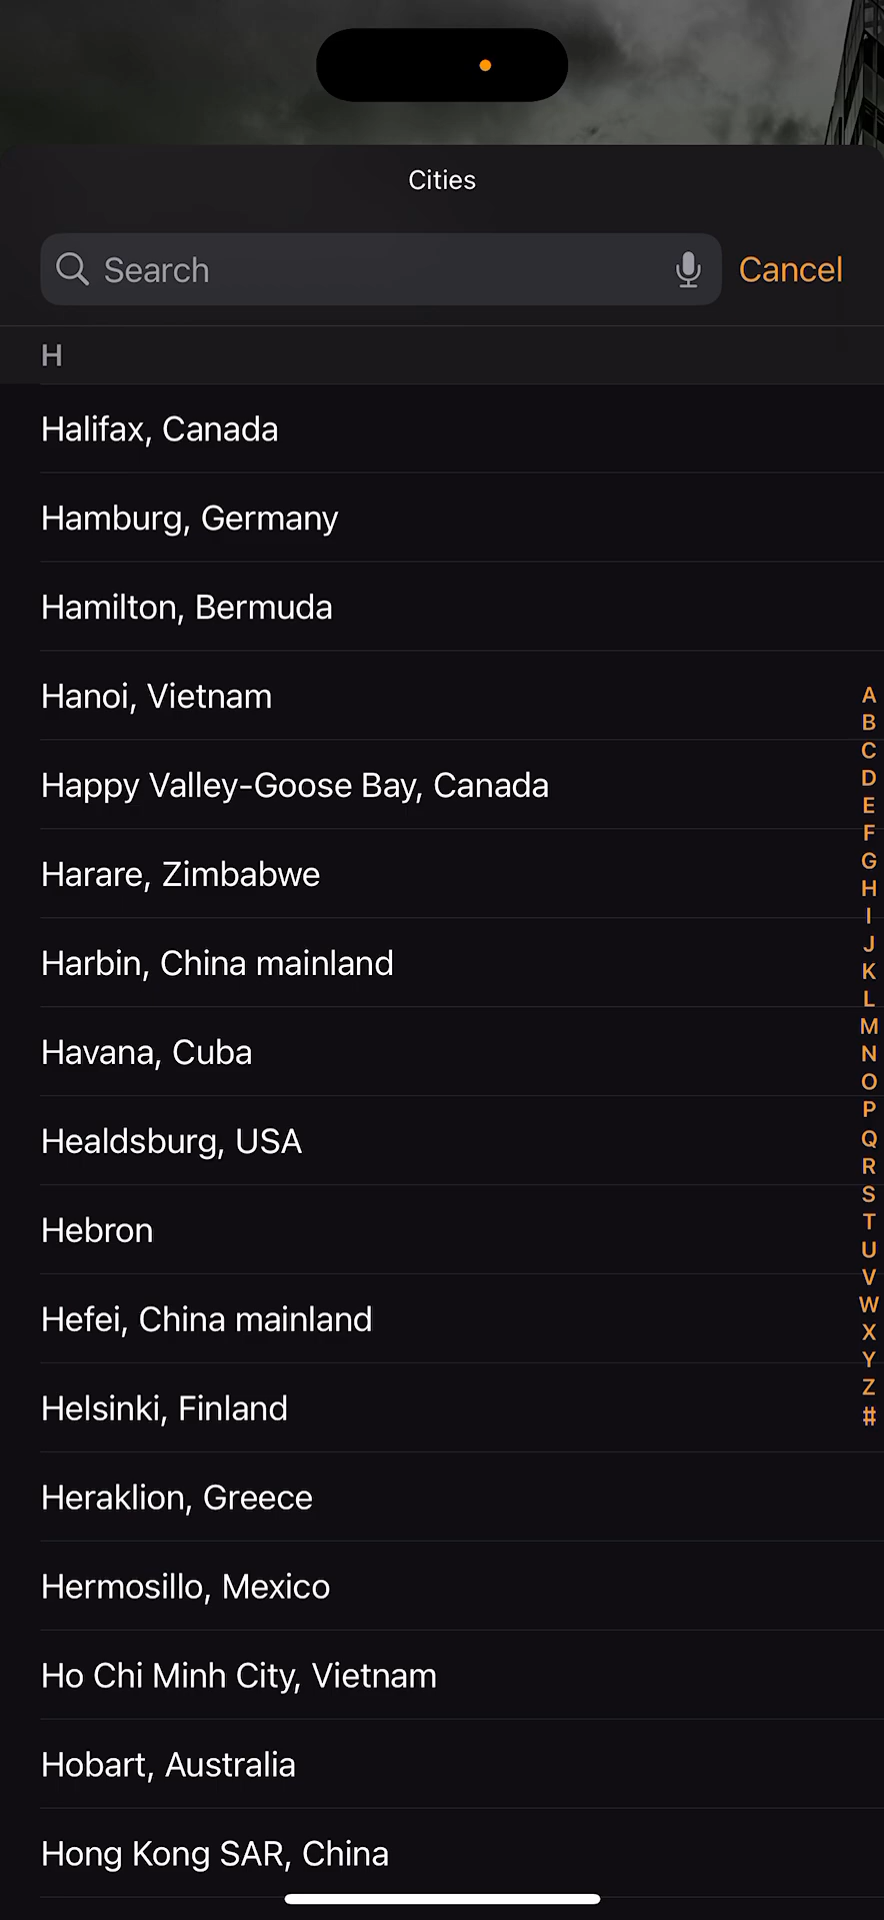 Cities
Search
Cancel
H
Halifax, Canada
Hamburg, Germany
Hamilton, Bermuda
Hanoi, Vietnam
Happy Valley-Goose Bay, Canada
Harare, Zimbabwe
Harbin, China mainland
Havana, Cuba
Healdsburg, USA
Hebron
Hefei, China mainland
Helsinki, Finland
Heraklion, Greece
Hermosillo, Mexico
Ho Chi Minh City, Vietnam
Hobart, Australia
Hong Kong SAR, China
A
B
C
D
E
F
G
H
I
J
K
L
M
N
O
P
Q
R
S
T
U
V
W
X
Y
Z
#